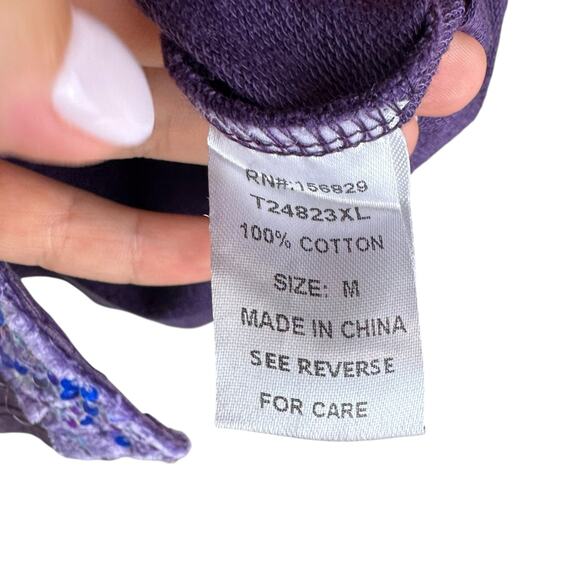 RN#:156829
T24823XL
100% COTTON
SIZE: M
MADE IN CHINA
SEE REVERSE
FOR CARE